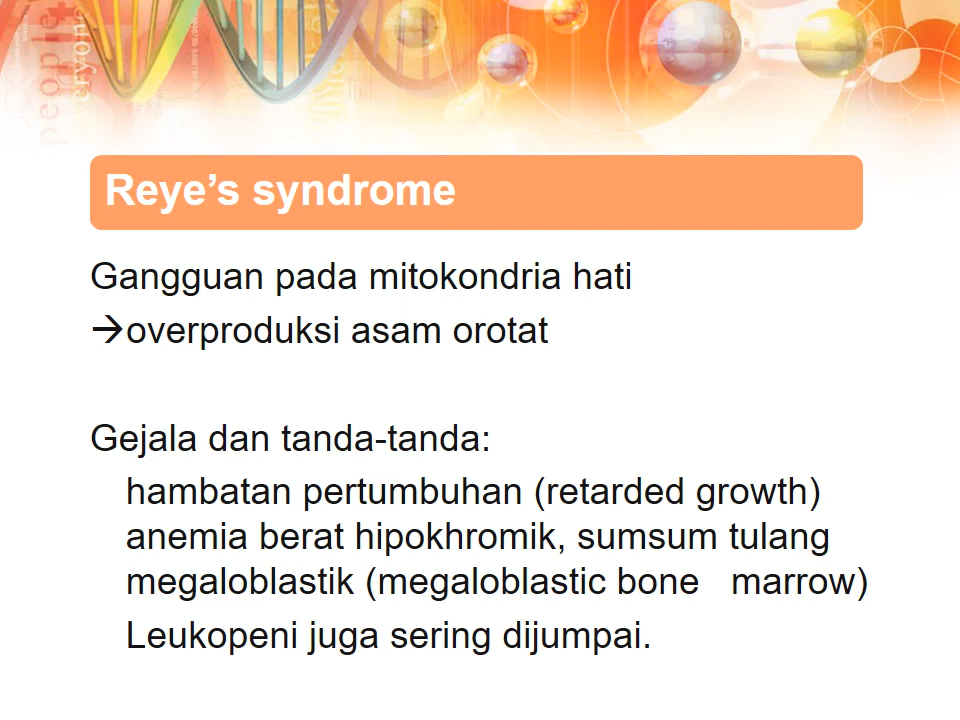 people
Reye’s syndrome
Gangguan pada mitokondria hati
→overproduksi asam orotat
Gejala dan tanda-tanda:
hambatan pertumbuhan (retarded growth)
anemia berat hipokhromik, sumsum tulang
megaloblastik (megaloblastic bone marrow)
Leukopeni juga sering dijumpai.